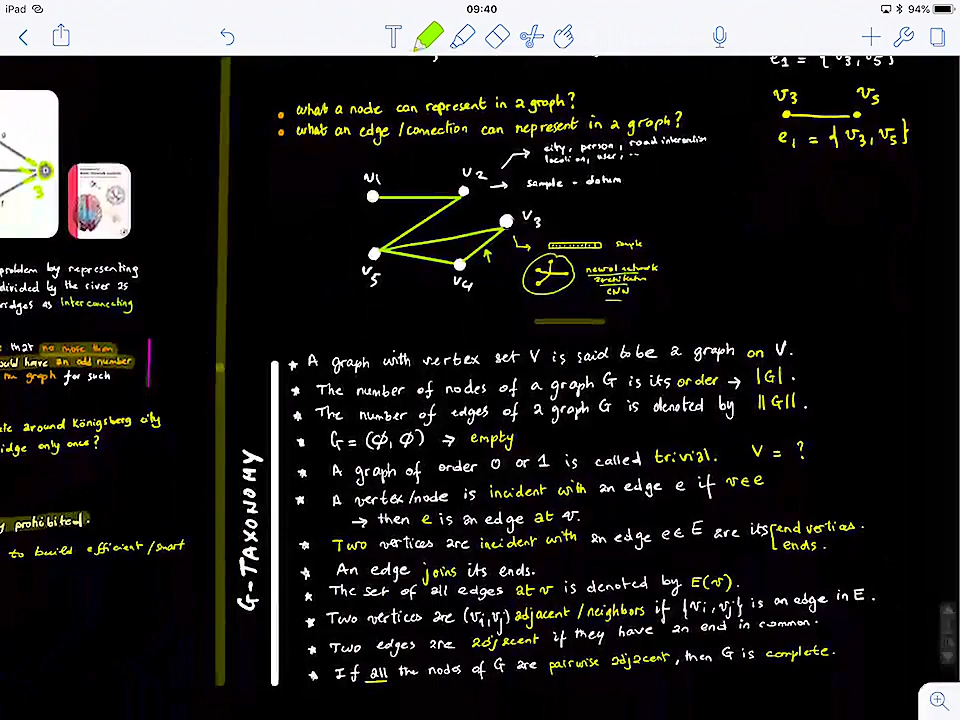 iPad
09:40
94%
e1 = {v3, v5}
• what a node can represent in a graph?
• what an edge/conection can represent in a graph?
v3 v5
e1 = {v3, v5}
city, person, road intersection
location, user, ..
sample - datum
v1
v2
v3
v4
v5
sample
neural network
architecture
CNN
3
problem by representing
divided by the river as
ridges as interconnecting
that no more than
ould have an odd number
graph for such
ate around Königsberg city
ridge only once?
y prohibited.
to build efficient/smart
G-TAXONOMY
* A graph with vertex set V is said to be a graph on V.
* The number of nodes of a graph G is its order → |G|.
* The number of edges of a graph G is denoted by ||G||.
* G = (∅, ∅) → empty
* A graph of order 0 or 1 is called trivial. V = ?
* A vertex/node is incident with an edge e if v∈e
→ then e is an edge at v.
* Two vertices are incident with an edge e∈E are its end vertices.
ends.
* An edge joins its ends.
* The set of all edges at v is denoted by E(v).
* Two vertices are (vi,vj) adjacent/neighbors if {vi, vj} is an edge in E.
* Two edges are adjacent if they have an end in common.
* If all the nodes of G are pairwise adjacent, then G is complete.